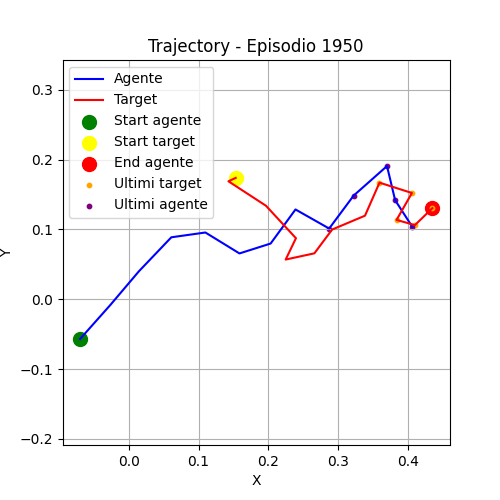 Trajectory - Episodio 1950
Agente
Target
Start agente
Start target
End agente
Ultimi target
Ultimi agente
0.3
0.2
0.1
0.0
−0.1
−0.2
Y
0.0 0.1 0.2 0.3 0.4
X